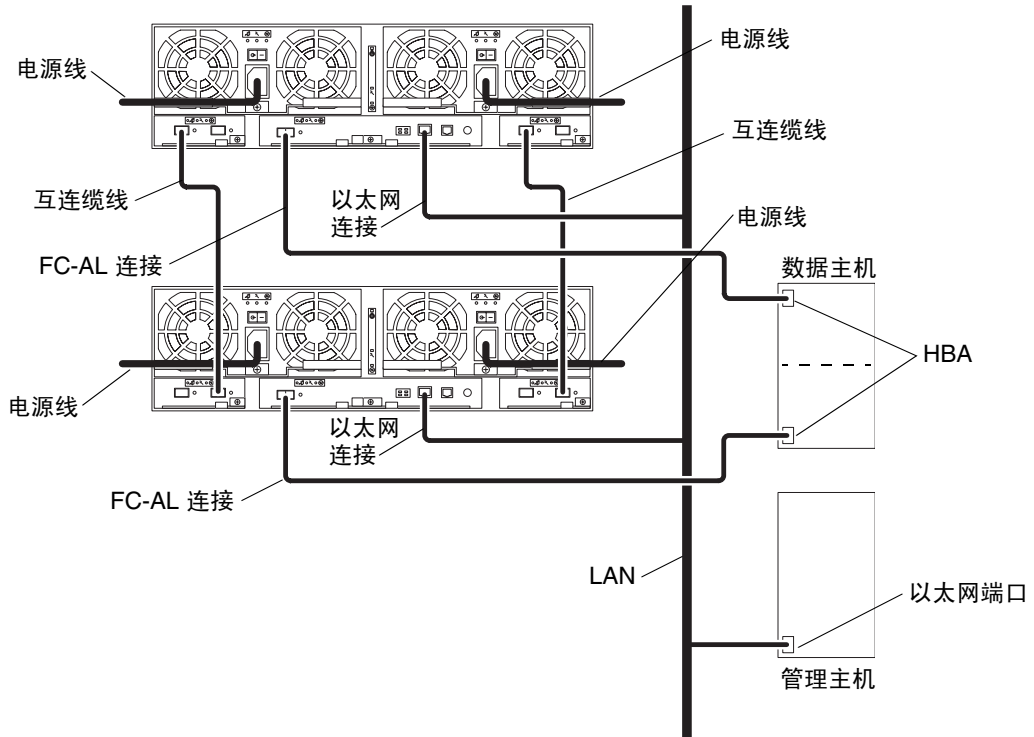 电源线
电源线
互连缆线
互连缆线
以太网
连接
电源线
FC-AL 连接
数据主机
HBA
电源线
以太网
连接
FC-AL 连接
LAN
以太网端口
管理主机